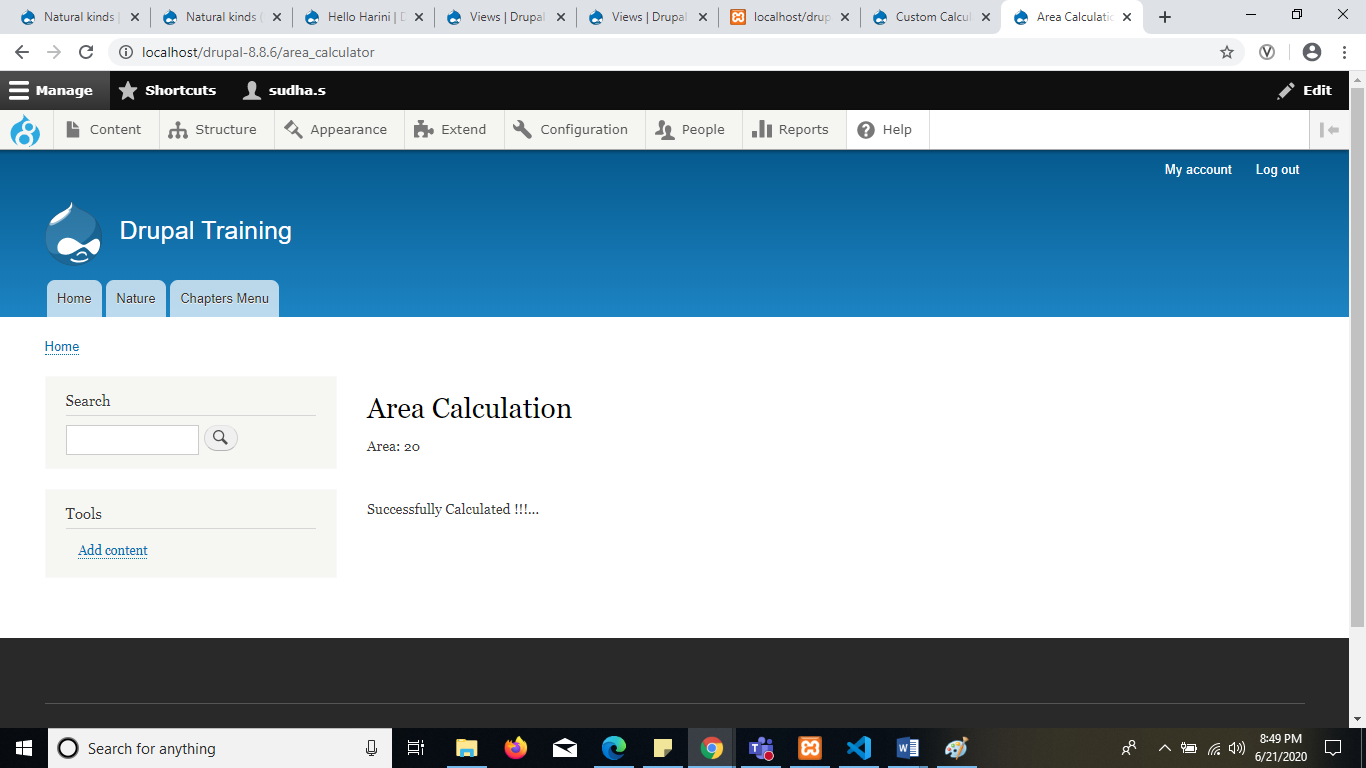 Natural kinds | Natural kinds ( Hello Harini | D Views | Drupal Views | Drupal localhost/drup Custom Calcul Area Calculatio
localhost/drupal-8.8.6/area_calculator
Manage Shortcuts sudha.s Edit
Content Structure Appearance Extend Configuration People Reports Help
My account Log out
Drupal Training
Home Nature Chapters Menu
Home
Search
Tools
Add content
Area Calculation
Area: 20
Successfully Calculated !!!...
Search for anything
8:49 PM
6/21/2020